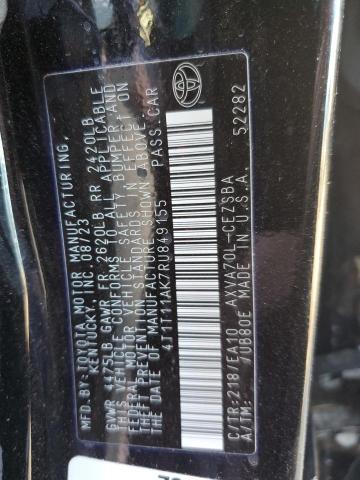 MFD.BY:TOYOTA MOTOR MANUFACTURING,
KENTUCKY, INC. 08/23
GVWR 4475LB GAWR FR 2620LB RR 2420LB
THIS VEHICLE CONFORMS TO ALL APPLICABLE
FEDERAL MOTOR VEHICLE SAFETY, BUMPER AND
THEFT PREVENTION STANDARDS IN EFFECT ON
THE DATE OF MANUFACTURE SHOWN ABOVE.
4T1T11AK7RU849155 PASS.CAR
C/TR:218/EA10 AXVA70L-CEZSBA
A/TM: -/UB80E MADE IN U.S.A.
52282